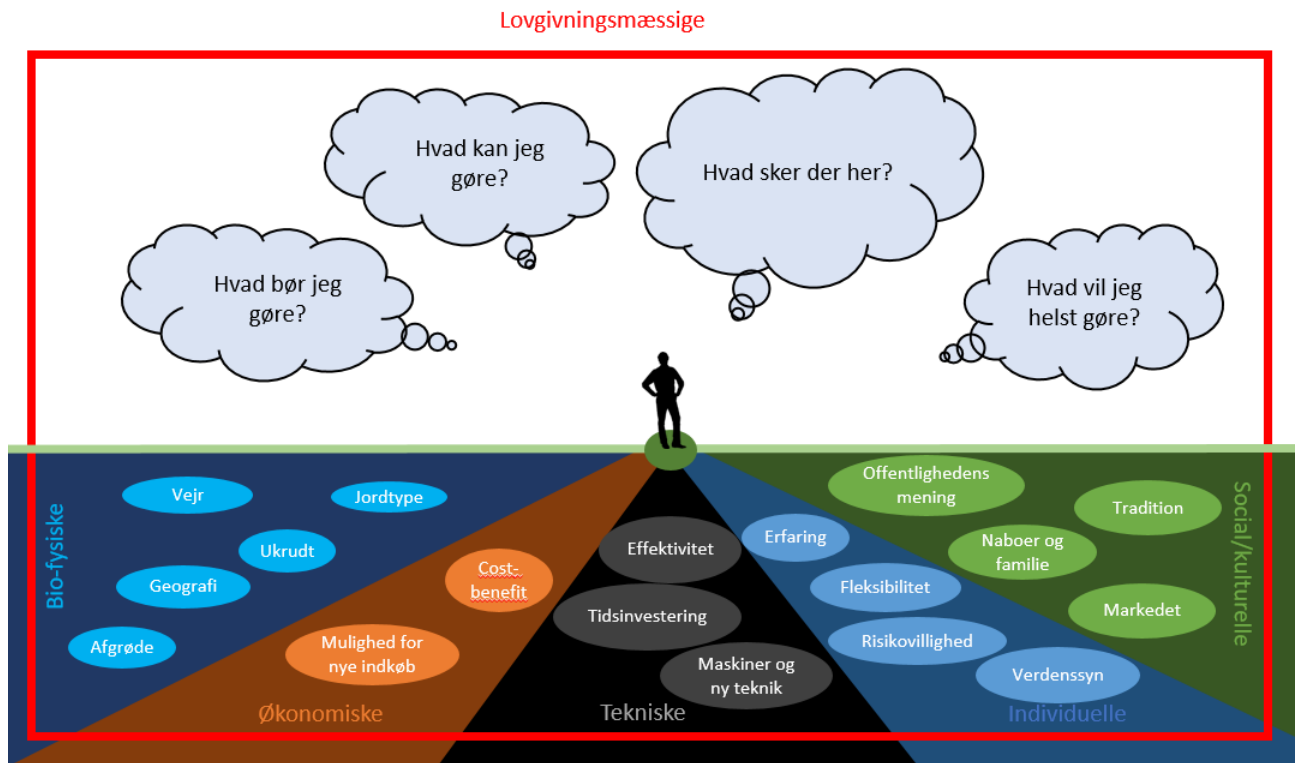 Lovgivningsmæssige
Hvad kan jeg
gøre?
Hvad sker der her?
Hvad bør jeg
gøre?
Hvad vil jeg
helst gøre?
Bio-fysiske
Vejr
Jordtype
Ukrudt
Geografi
Afgrøde
Økonomiske
Cost-
benefit
Mulighed for
nye indkøb
Tekniske
Effektivitet
Tidsinvestering
Maskiner og
ny teknik
Individuelle
Erfaring
Fleksibilitet
Risikovillighed
Verdenssyn
Social/kulturelle
Offentlighedens
mening
Tradition
Naboer og
familie
Markedet